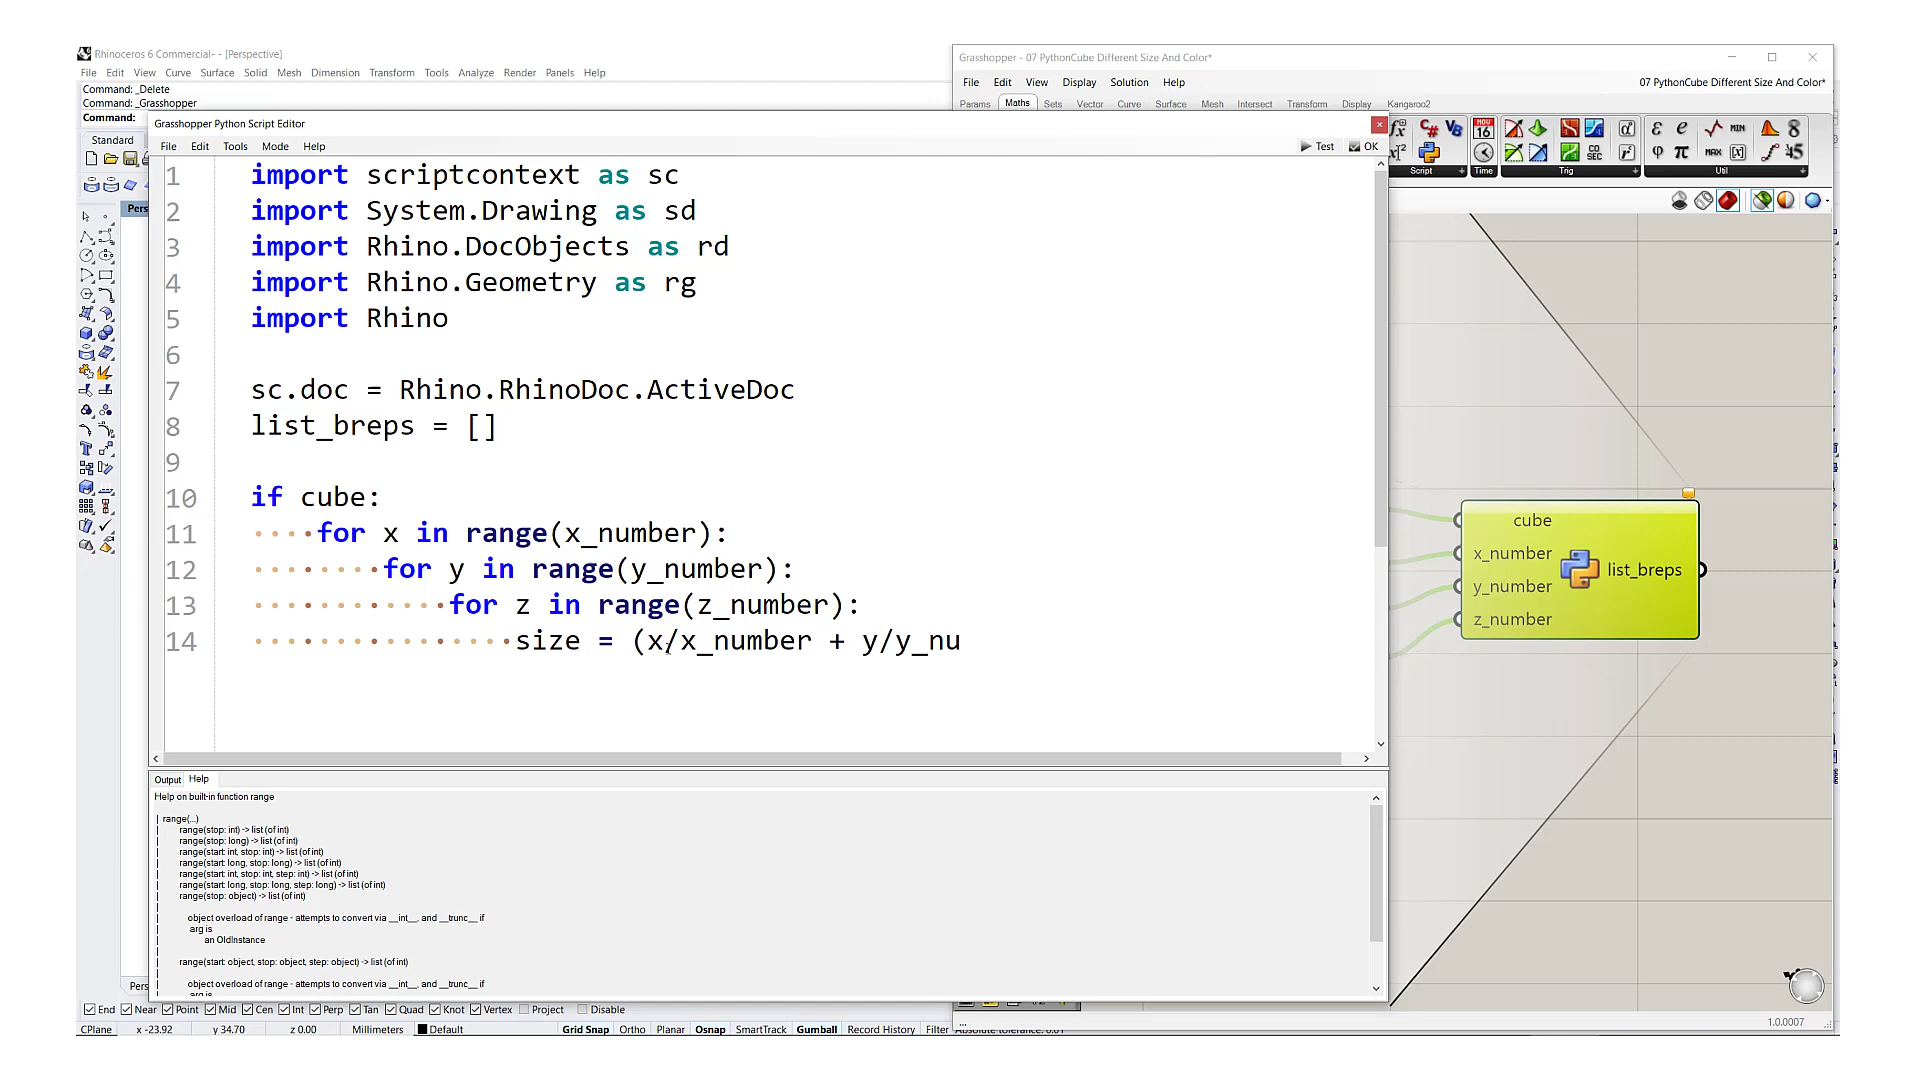 Rhinoceros 6 Commercial- - [Perspective]
File Edit View Curve Surface Solid Mesh Dimension Transform Tools Analyze Render Panels Help
Command: _Delete
Command: _Grasshopper
Command:
Standard
Pers
Grasshopper - 07 PythonCube Different Size And Color*
File Edit View Display Solution Help
07 PythonCube Different Size And Color*
Params Maths Sets Vector Curve Surface Mesh Intersect Transform Display Kangaroo2
Script Time Trig Util
Grasshopper Python Script Editor
File Edit Tools Mode Help
Test OK
1 import scriptcontext as sc
2 import System.Drawing as sd
3 import Rhino.DocObjects as rd
4 import Rhino.Geometry as rg
5 import Rhino
6
7 sc.doc = Rhino.RhinoDoc.ActiveDoc
8 list_breps = []
9
10 if cube:
11 for x in range(x_number):
12 for y in range(y_number):
13 for z in range(z_number):
14 size = (x/x_number + y/y_nu
cube
x_number
y_number
z_number
list_breps
Output Help
Help on built-in function range
| range(...)
| range(stop: int) -> list (of int)
| range(stop: long) -> list (of int)
| range(start: int, stop: int) -> list (of int)
| range(start: long, stop: long) -> list (of int)
| range(start: int, stop: int, step: int) -> list (of int)
| range(start: long, stop: long, step: long) -> list (of int)
| range(stop: object) -> list (of int)
|
| object overload of range - attempts to convert via __int__, and __trunc__ if
| arg is
| an OldInstance
|
| range(start: object, stop: object, step: object) -> list (of int)
|
| object overload of range - attempts to convert via __int__, and __trunc__ if
| arg is
Pers
End Near Point Mid Cen Int Perp Tan Quad Knot Vertex Project Disable
CPlane x -23.92 y 34.70 z 0.00 Millimeters Default Grid Snap Ortho Planar Osnap SmartTrack Gumball Record History Filter Absolute tolerance: 0.01
...
1.0.0007